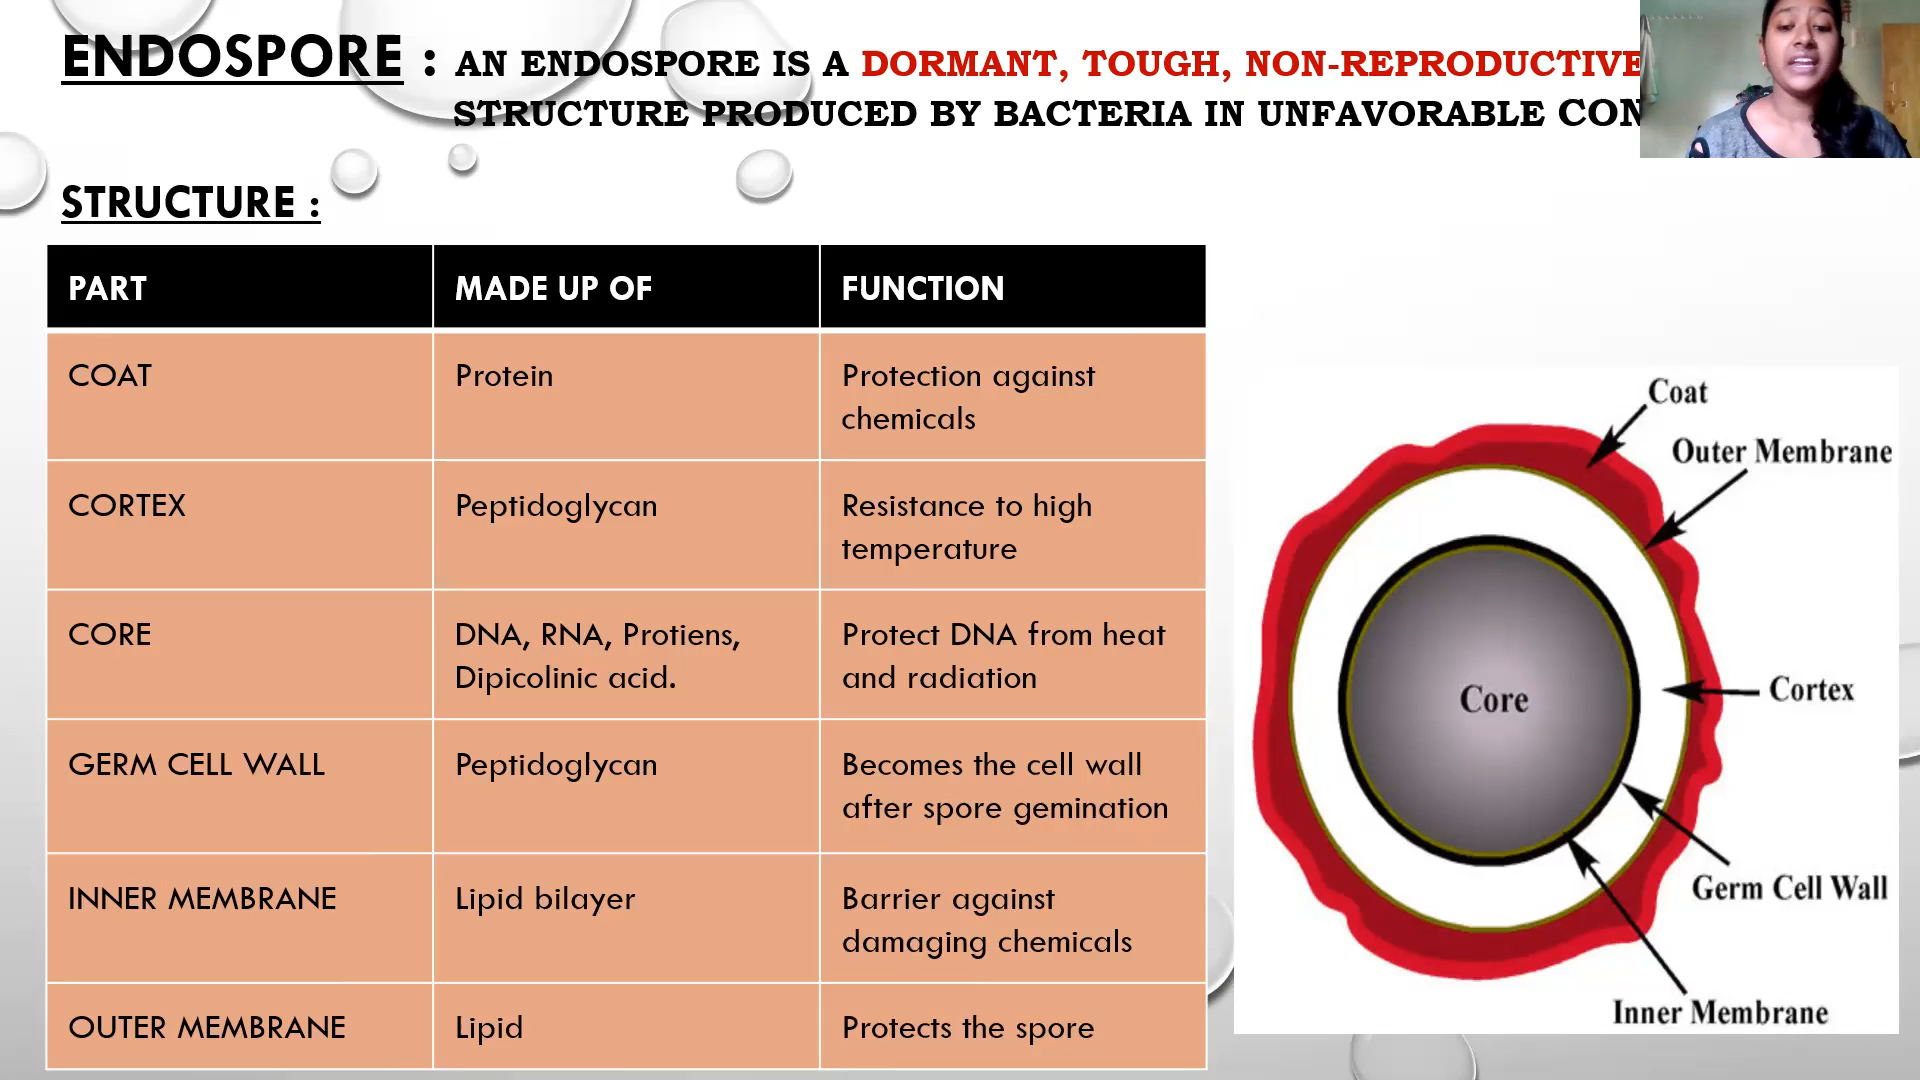 ENDOSPORE : AN ENDOSPORE IS A DORMANT, TOUGH, NON-REPRODUCTIVE
STRUCTURE PRODUCED BY BACTERIA IN UNFAVORABLE CON
STRUCTURE :
PART MADE UP OF FUNCTION
COAT Protein Protection against
chemicals
CORTEX Peptidoglycan Resistance to high
temperature
CORE DNA, RNA, Protiens, Protect DNA from heat
Dipicolinic acid. and radiation
GERM CELL WALL Peptidoglycan Becomes the cell wall
after spore gemination
INNER MEMBRANE Lipid bilayer Barrier against
damaging chemicals
OUTER MEMBRANE Lipid Protects the spore
Coat
Outer Membrane
Core
Cortex
Germ Cell Wall
Inner Membrane